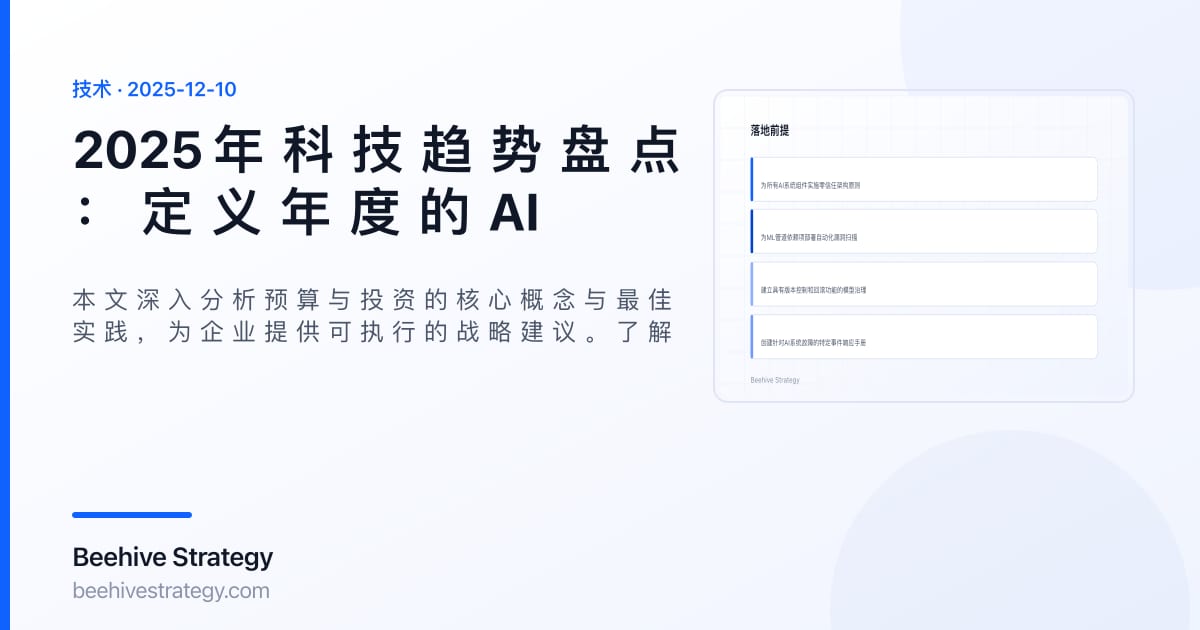 技术 · 2025-12-10
2025年科技趋势盘点
：定义年度的AI
本文深入分析预算与投资的核心概念与最佳
实践，为企业提供可执行的战略建议。了解
落地前提
为所有AI系统组件实施零信任架构原则
为ML管道依赖项部署自动化漏洞扫描
建立具有版本控制和回滚功能的模型治理
创建针对AI系统故障的特定事件响应手册
Beehive Strategy
Beehive Strategy
beehivestrategy.com